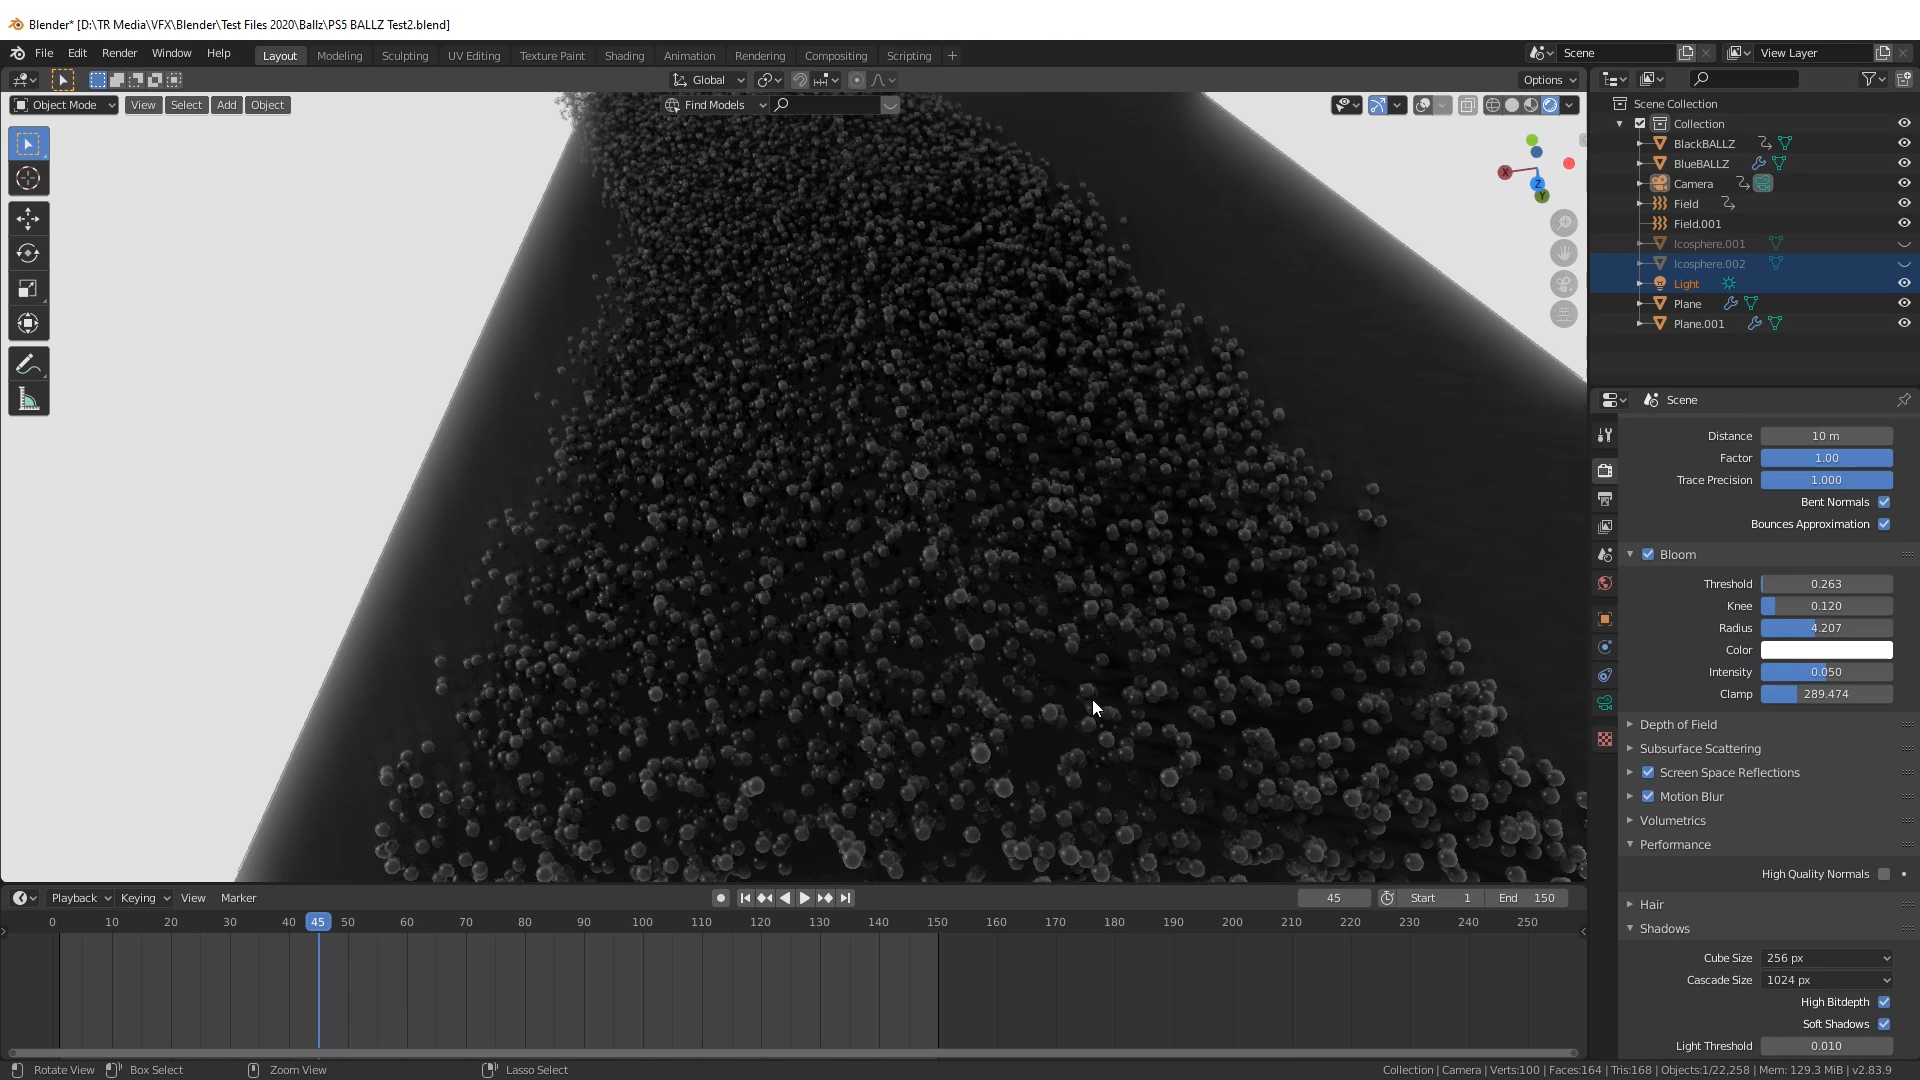 Blender* [D:\TR Media\VFX\Blender\Test Files 2020\Ballz\PS5 BALLZ Test2.blend]
File Edit Render Window Help Layout Modeling Sculpting UV Editing Texture Paint Shading Animation Rendering Compositing Scripting + Scene View Layer
Global Options
Object Mode View Select Add Object Find Models
X Z Y
Scene Collection
Collection
BlackBALLZ
BlueBALLZ
Camera
Field
Field.001
Icosphere.001
Icosphere.002
Light
Plane
Plane.001
Scene
Distance 10 m
Factor 1.00
Trace Precision 1.000
Bent Normals
Bounces Approximation
Bloom
Threshold 0.263
Knee 0.120
Radius 4.207
Color
Intensity 0.050
Clamp 289.474
Depth of Field
Subsurface Scattering
Screen Space Reflections
Motion Blur
Volumetrics
Performance
High Quality Normals
Hair
Shadows
Cube Size 256 px
Cascade Size 1024 px
High Bitdepth
Soft Shadows
Light Threshold 0.010
Playback Keying View Marker 45 Start 1 End 150
0 10 20 30 40 45 50 60 70 80 90 100 110 120 130 140 150 160 170 180 190 200 210 220 230 240 250
Rotate View Box Select Zoom View Lasso Select Collection | Camera | Verts:100 | Faces:164 | Tris:168 | Objects:1/22,258 | Mem: 129.3 MiB | v2.83.9